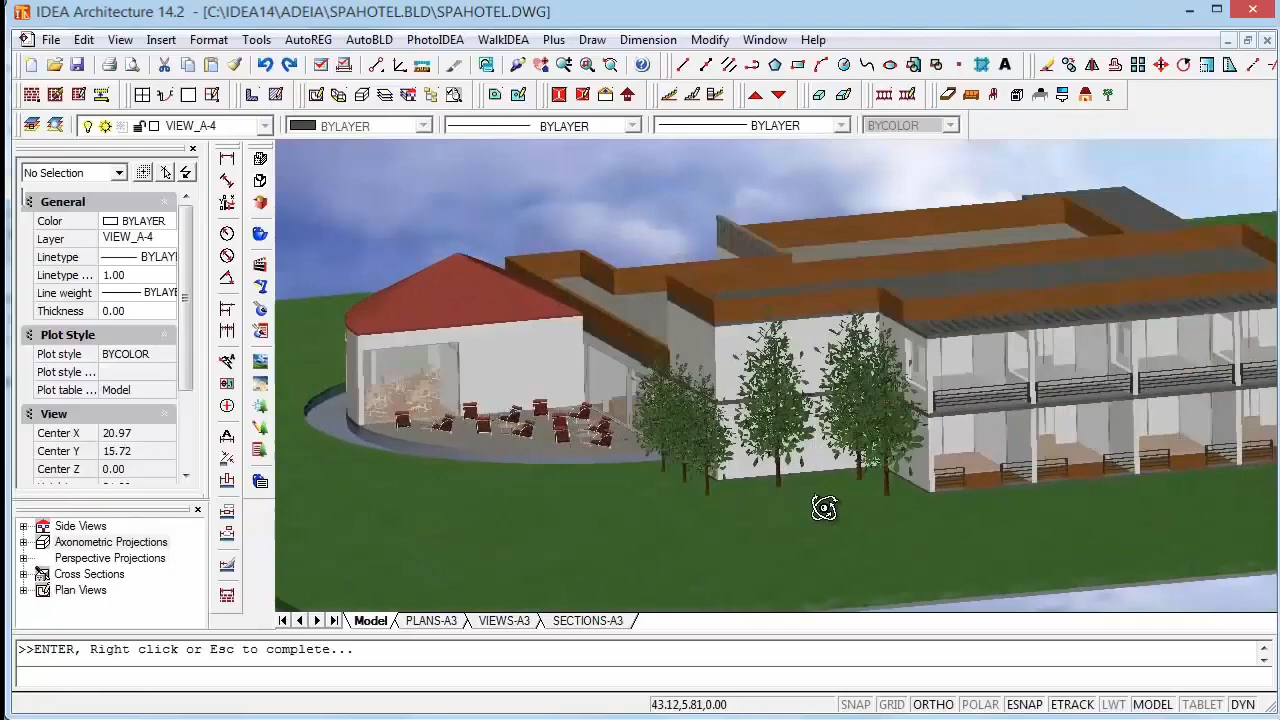 IDEA Architecture 14.2 - [C:\IDEA14\ADEIA\SPAHOTEL.BLD\SPAHOTEL.DWG]
File Edit View Insert Format Tools AutoREG AutoBLD PhotoIDEA WalkIDEA Plus Draw Dimension Modify Window Help
VIEW_A-4 BYLAYER BYLAYER BYLAYER BYCOLOR
No Selection
General
Color BYLAYER
Layer VIEW_A-4
Linetype BYLAY
Linetype ... 1.00
Line weight BYLAYE
Thickness 0.00
Plot Style
Plot style BYCOLOR
Plot style ...
Plot table ... Model
View
Center X 20.97
Center Y 15.72
Center Z 0.00
Side Views
Axonometric Projections
Perspective Projections
Cross Sections
Plan Views
Model PLANS-A3 VIEWS-A3 SECTIONS-A3
>>ENTER, Right click or Esc to complete...
43.12,5.81,0.00 SNAP GRID ORTHO POLAR ESNAP ETRACK LWT MODEL TABLET DYN